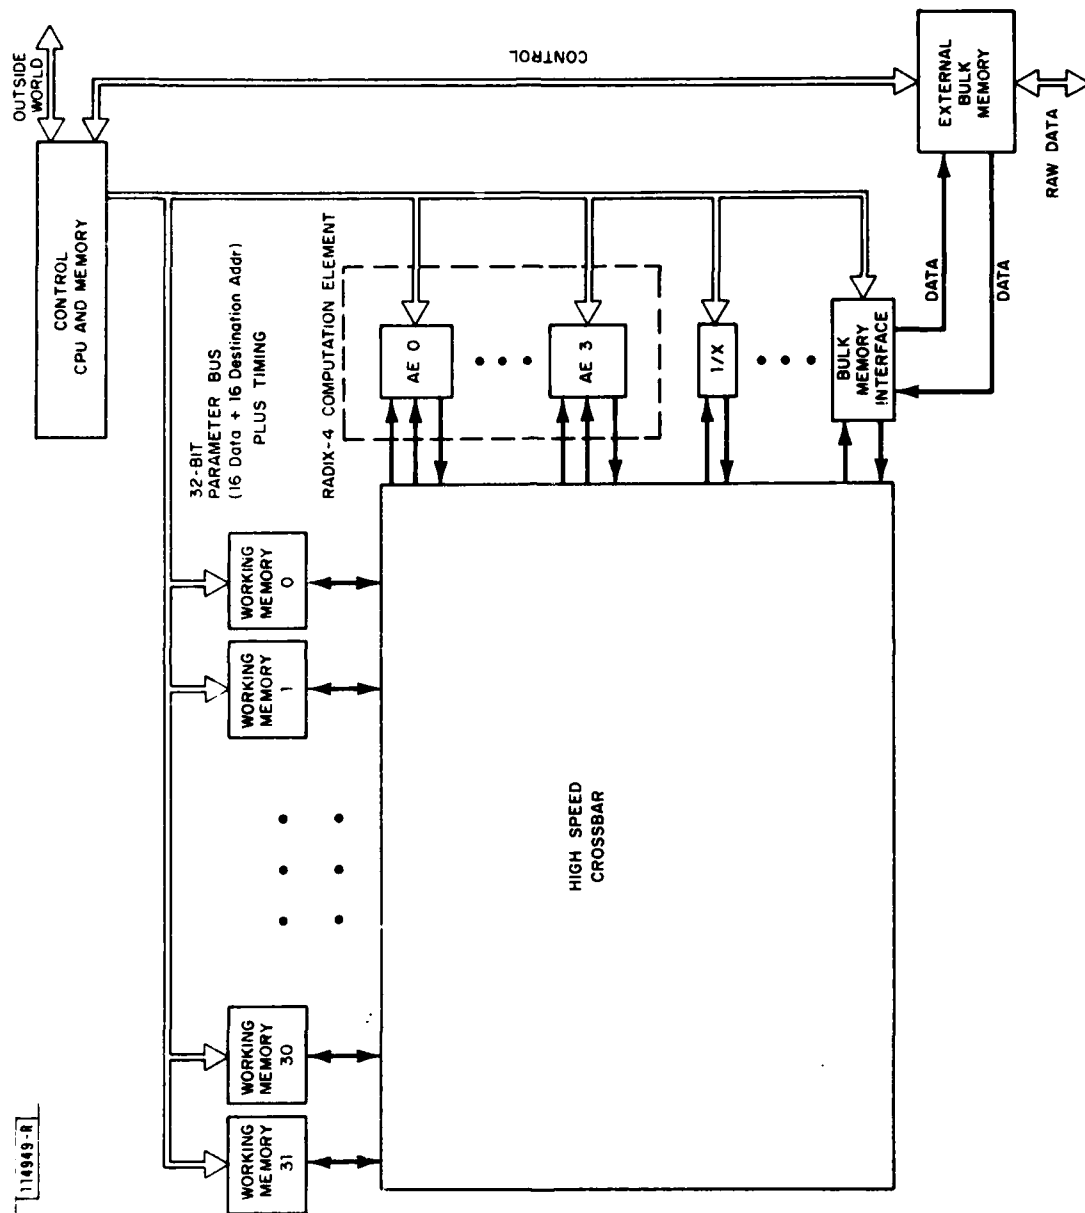 114949-R
OUTSIDE
WORLD
CONTROL
CPU AND MEMORY
CONTROL
32-BIT
PARAMETER BUS
(16 Data + 16 Destination Addr)
PLUS TIMING
RADIX-4 COMPUTATION ELEMENT
WORKING
MEMORY
31
WORKING
MEMORY
30
WORKING
MEMORY
1
WORKING
MEMORY
0
AE 0
AE 3
1/X
BULK
MEMORY
INTERFACE
DATA
DATA
EXTERNAL
BULK
MEMORY
RAW DATA
HIGH SPEED
CROSSBAR